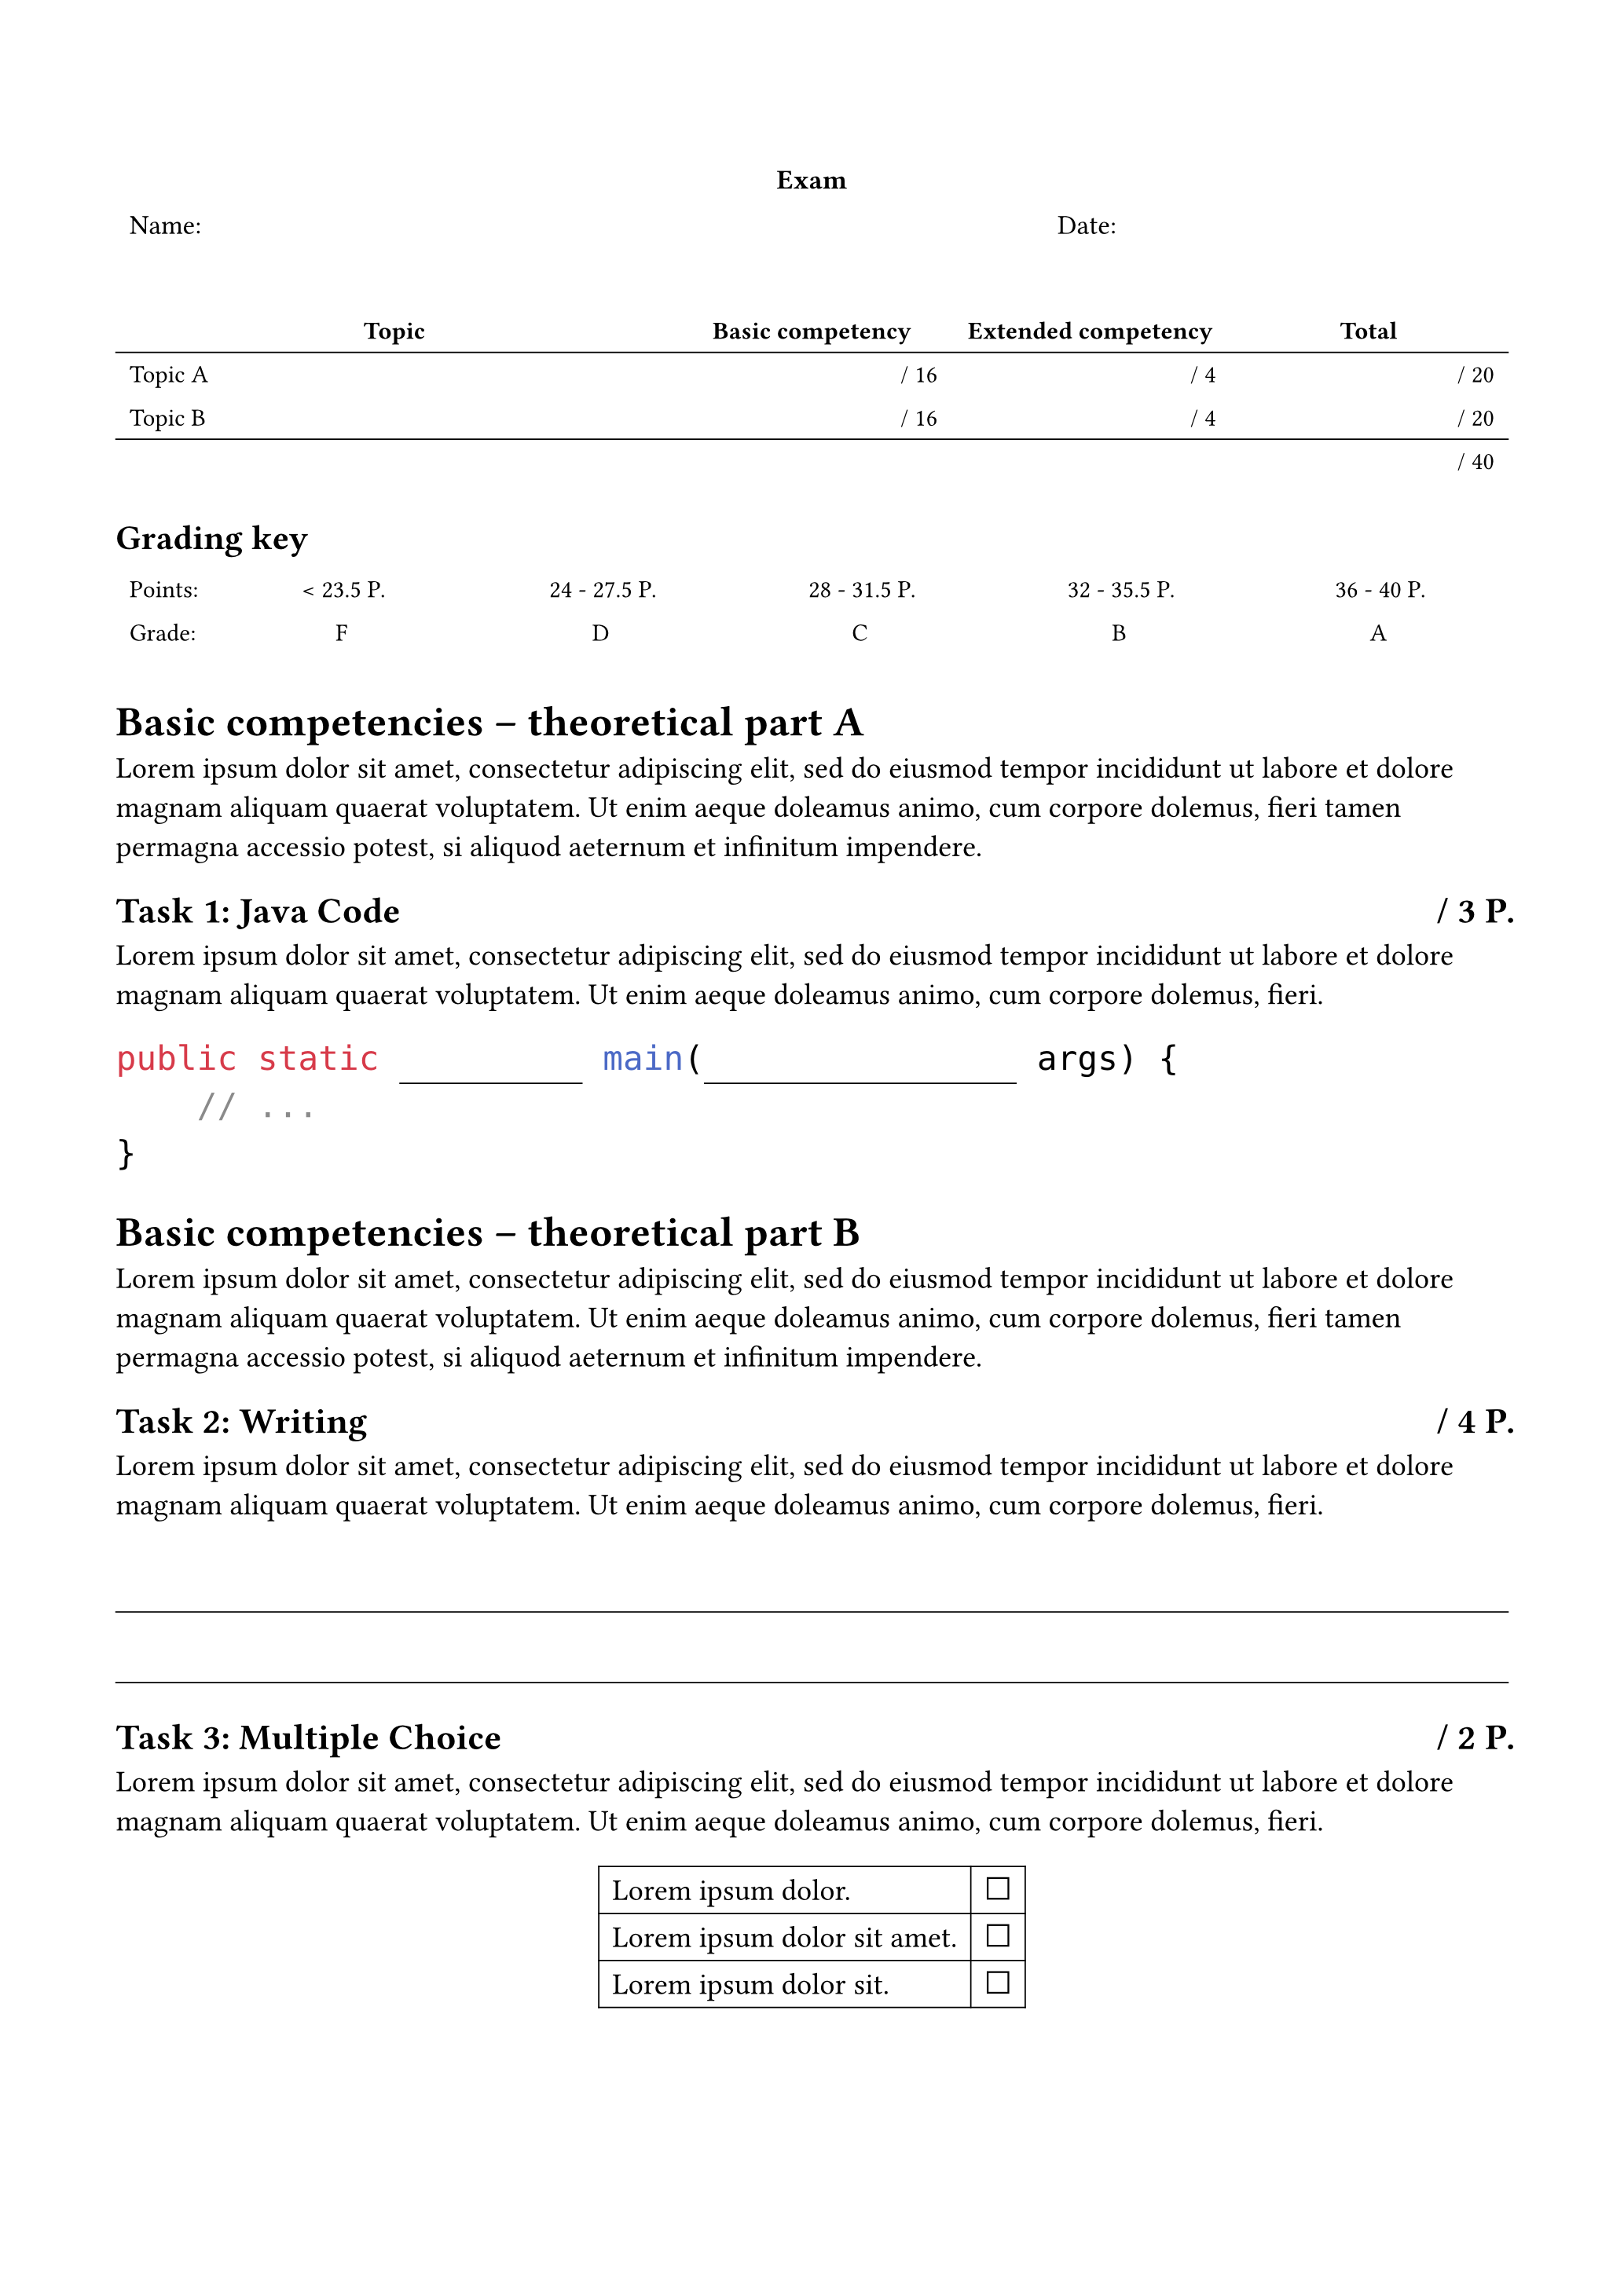 Exam
Name: Date:
Topic Basic competency Extended competency Total
Topic A / 16 / 4 / 20
Topic B / 16 / 4 / 20
/ 40
Grading key
Points: < 23.5 P. 24 - 27.5 P. 28 - 31.5 P. 32 - 35.5 P. 36 - 40 P.
Grade: F D C B A
Basic competencies – theoretical part A
Lorem ipsum dolor sit amet, consectetur adipiscing elit, sed do eiusmod tempor incididunt ut labore et dolore
magnam aliquam quaerat voluptatem. Ut enim aeque doleamus animo, cum corpore dolemus, fieri tamen
permagna accessio potest, si aliquod aeternum et infinitum impendere.
Task 1: Java Code / 3 P.
Lorem ipsum dolor sit amet, consectetur adipiscing elit, sed do eiusmod tempor incididunt ut labore et dolore
magnam aliquam quaerat voluptatem. Ut enim aeque doleamus animo, cum corpore dolemus, fieri.
public static _________ main(_______________ args) {
    // ...
}
Basic competencies – theoretical part B
Lorem ipsum dolor sit amet, consectetur adipiscing elit, sed do eiusmod tempor incididunt ut labore et dolore
magnam aliquam quaerat voluptatem. Ut enim aeque doleamus animo, cum corpore dolemus, fieri tamen
permagna accessio potest, si aliquod aeternum et infinitum impendere.
Task 2: Writing / 4 P.
Lorem ipsum dolor sit amet, consectetur adipiscing elit, sed do eiusmod tempor incididunt ut labore et dolore
magnam aliquam quaerat voluptatem. Ut enim aeque doleamus animo, cum corpore dolemus, fieri.
Task 3: Multiple Choice / 2 P.
Lorem ipsum dolor sit amet, consectetur adipiscing elit, sed do eiusmod tempor incididunt ut labore et dolore
magnam aliquam quaerat voluptatem. Ut enim aeque doleamus animo, cum corpore dolemus, fieri.
Lorem ipsum dolor. ☐
Lorem ipsum dolor sit amet. ☐
Lorem ipsum dolor sit. ☐